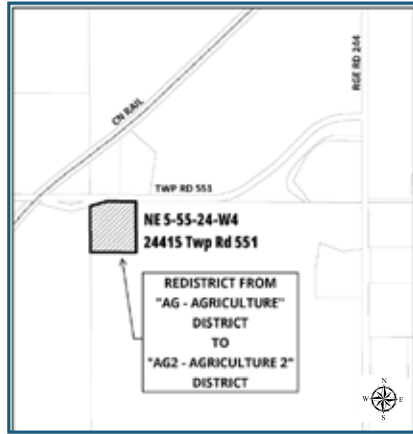 RGE RD 244
CN RAIL
TWP RD 551
NE 5-55-24-W4
24415 Twp Rd 551
REDISTRICT FROM
"AG - AGRICULTURE"
DISTRICT
TO
"AG2 - AGRICULTURE 2"
DISTRICT
N
W E
S